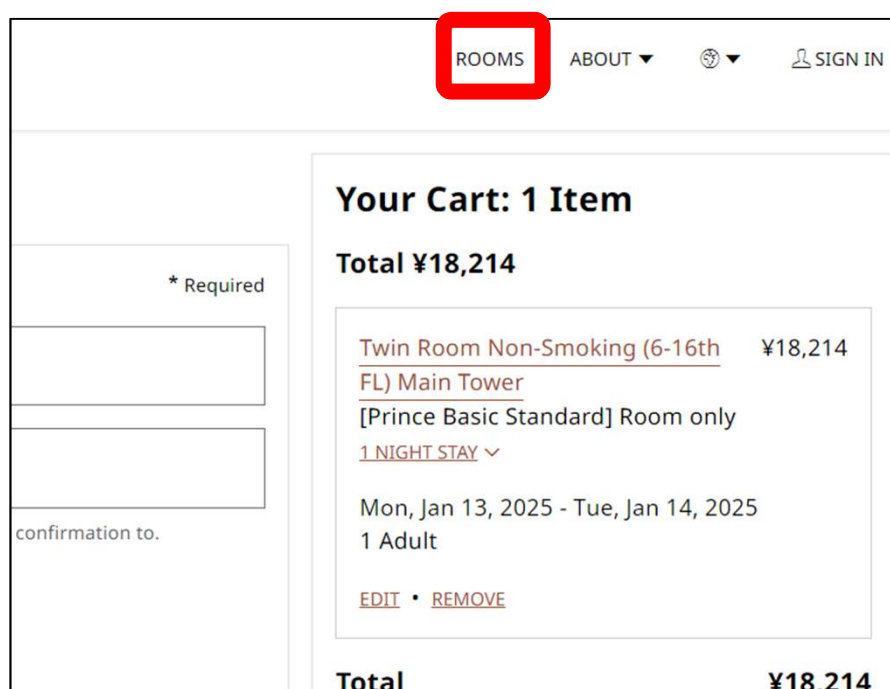 ROOMS ABOUT SIGN IN
Your Cart: 1 Item
Total ¥18,214
* Required
Twin Room Non-Smoking (6-16th ¥18,214
FL) Main Tower
[Prince Basic Standard] Room only
1 NIGHT STAY
Mon, Jan 13, 2025 - Tue, Jan 14, 2025
confirmation to.
1 Adult
EDIT • REMOVE
Total ¥18,214